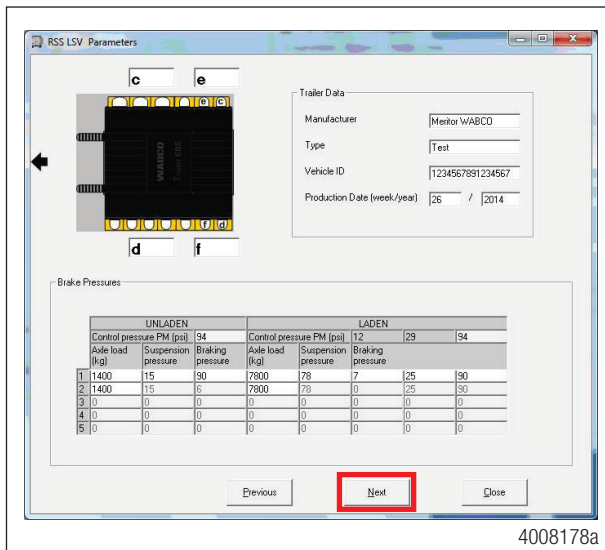 RSS LSV Parameters
c e
e c
WABCO
Trailer EBS
f d
d f
Trailer Data
Manufacturer Meritor WABCO
Type Test
Vehicle ID 1234567891234567
Production Date (week/year) 26 / 2014
Brake Pressures
UNLADEN LADEN
Control pressure PM (psi) 94 Control pressure PM (psi) 12 29 94
Axle load (kg) Suspension pressure Braking pressure Axle load (kg) Suspension pressure Braking pressure
1 1400 15 90 7800 78 7 25 90
2 1400 15 6 7800 78 0 25 90
3 0 0 0 0 0 0 0 0
4 0 0 0 0 0 0 0 0
5 0 0 0 0 0 0 0 0
Previous Next Close
4008178a